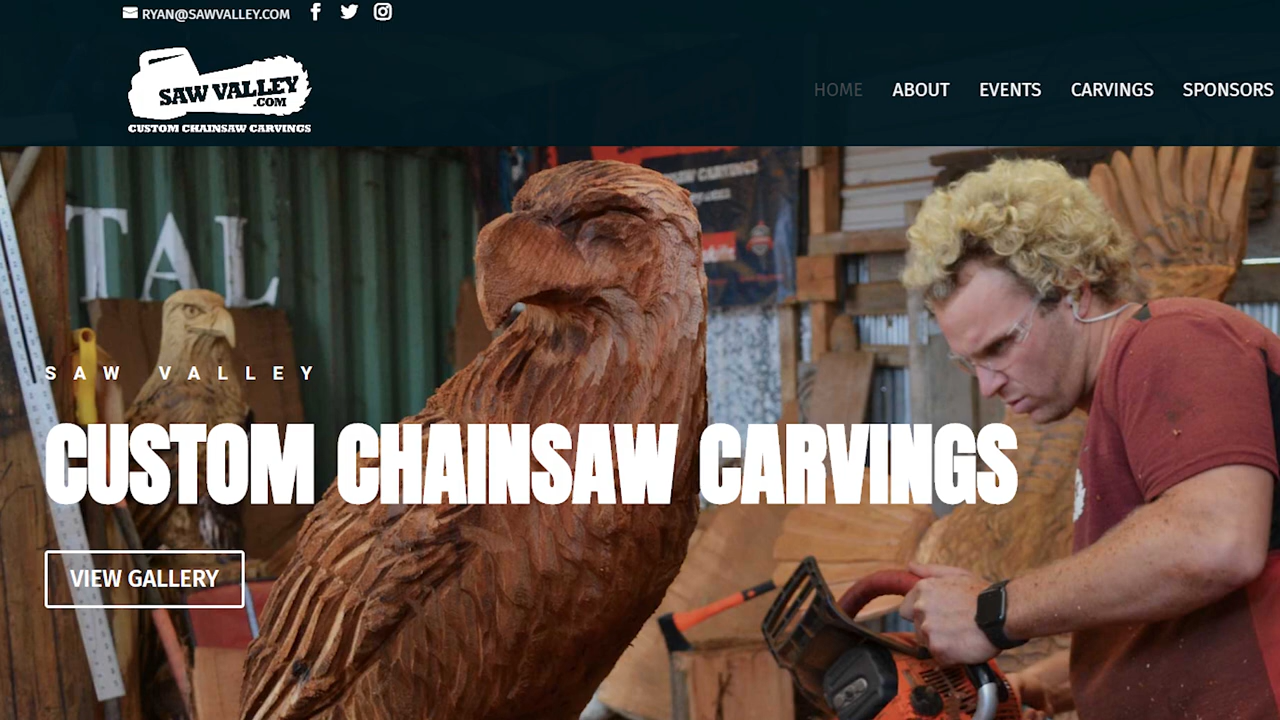 RYAN@SAWVALLEY.COM
SAW VALLEY
.COM
CUSTOM CHAINSAW CARVINGS
HOME
ABOUT
EVENTS
CARVINGS
SPONSORS
TAL
SAW VALLEY
CUSTOM CHAINSAW CARVINGS
VIEW GALLERY